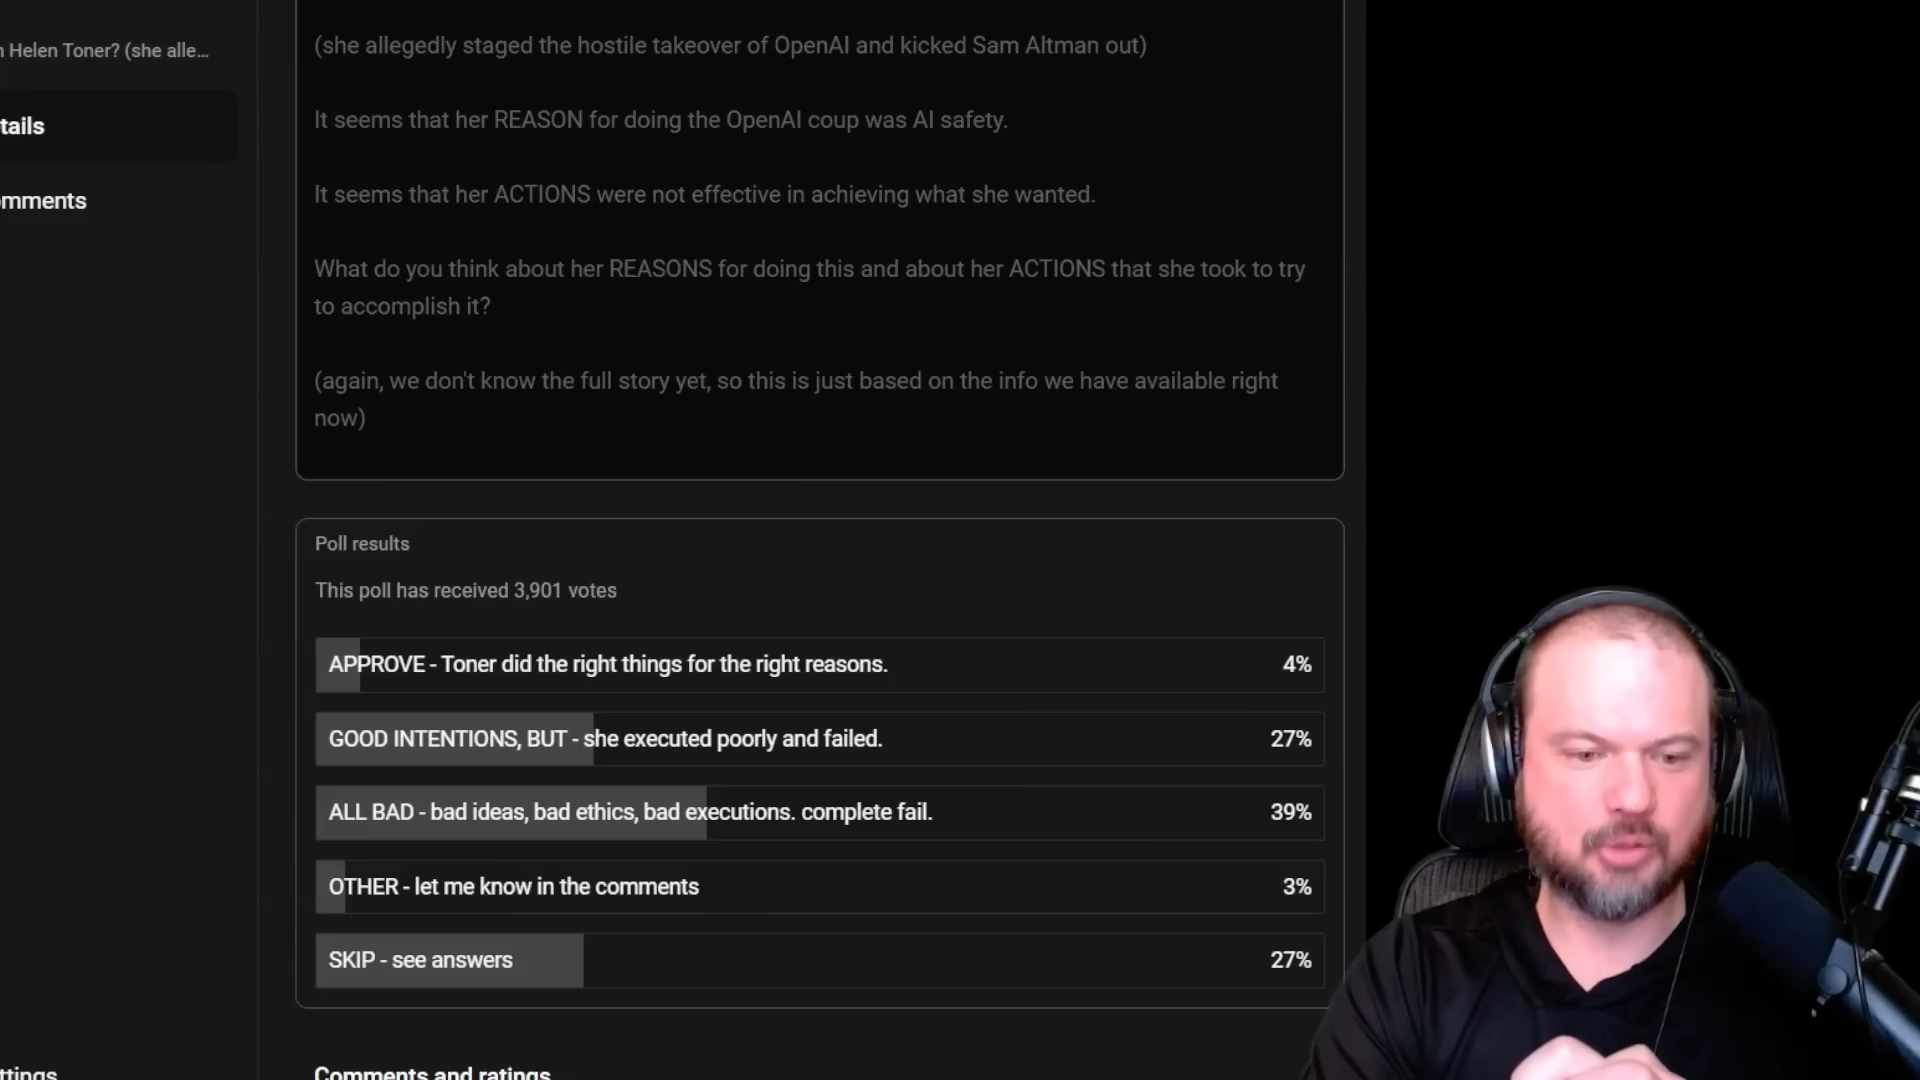 Helen Toner? (she alle...
tails
mments
ttings
(she allegedly staged the hostile takeover of OpenAI and kicked Sam Altman out)
It seems that her REASON for doing the OpenAI coup was AI safety.
It seems that her ACTIONS were not effective in achieving what she wanted.
What do you think about her REASONS for doing this and about her ACTIONS that she took to try
to accomplish it?
(again, we don't know the full story yet, so this is just based on the info we have available right
now)
Poll results
This poll has received 3,901 votes
APPROVE - Toner did the right things for the right reasons. 4%
GOOD INTENTIONS, BUT - she executed poorly and failed. 27%
ALL BAD - bad ideas, bad ethics, bad executions. complete fail. 39%
OTHER - let me know in the comments 3%
SKIP - see answers 27%
Comments and ratings